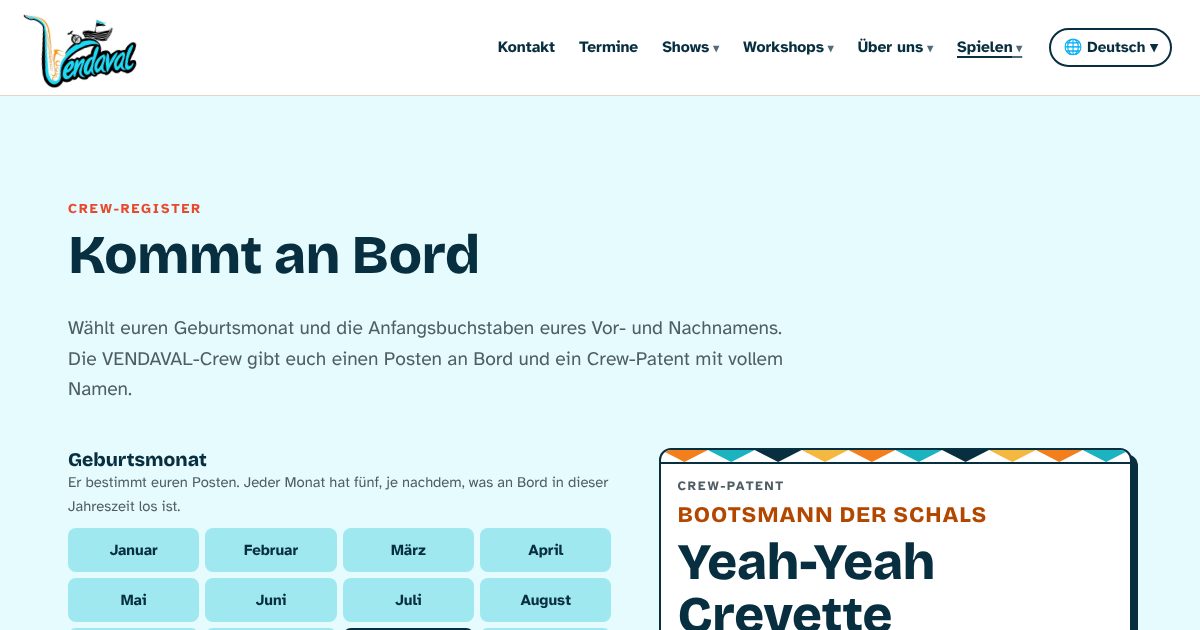 Vendaval
Kontakt
Termine
Shows ▾
Workshops ▾
Über uns ▾
Spielen ▾
Deutsch ▾
CREW-REGISTER
Kommt an Bord
Wählt euren Geburtsmonat und die Anfangsbuchstaben eures Vor- und Nachnamens.
Die VENDAVAL-Crew gibt euch einen Posten an Bord und ein Crew-Patent mit vollem
Namen.
Geburtsmonat
Er bestimmt euren Posten. Jeder Monat hat fünf, je nachdem, was an Bord in dieser
Jahreszeit los ist.
Januar
Februar
März
April
Mai
Juni
Juli
August
CREW-PATENT
BOOTSMANN DER SCHALS
Yeah-Yeah
Crevette